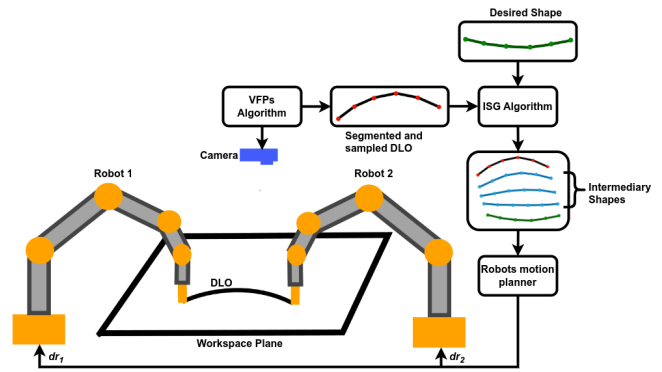 Desired Shape
VFPs
Algorithm
ISG Algorithm
Segmented and
sampled DLO
Camera
Robot 1
Robot 2
Intermediary
Shapes
Robots motion
planner
DLO
Workspace Plane
dr1
dr2